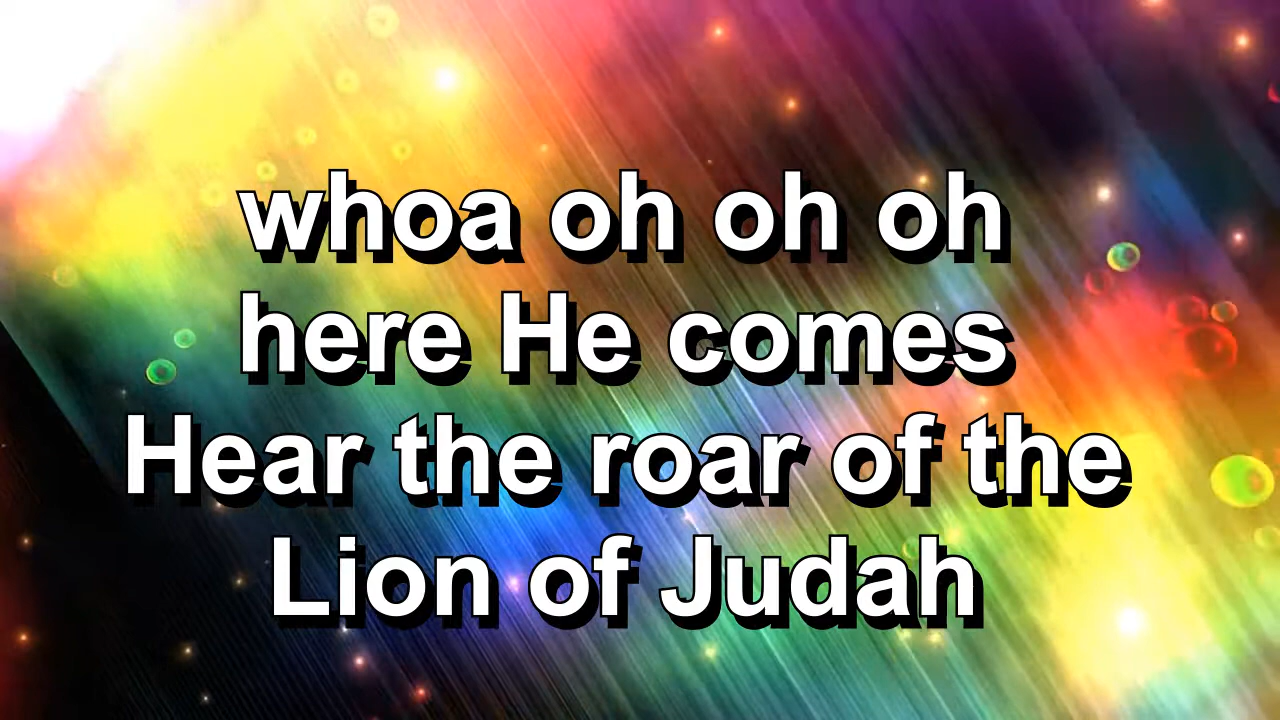 whoa oh oh oh
here He comes
Hear the roar of the
Lion of Judah